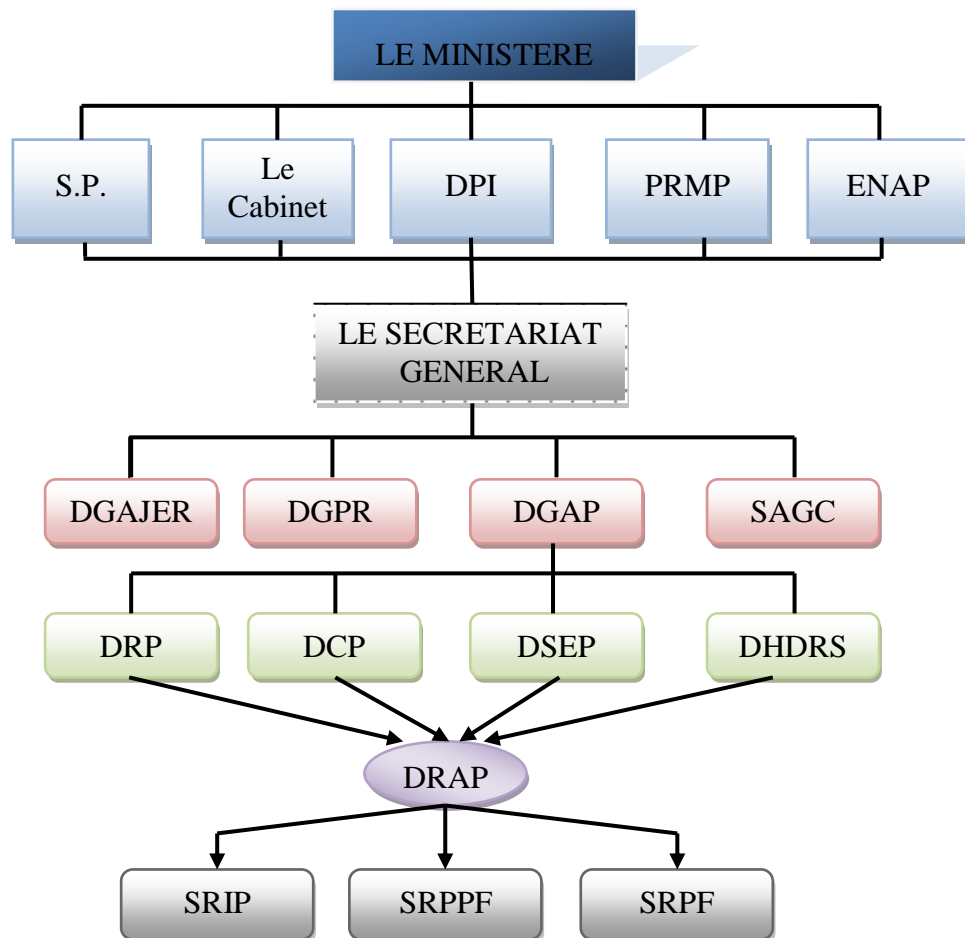 LE MINISTERE
S.P.
Le
Cabinet
DPI
PRMP
ENAP
LE SECRETARIAT
GENERAL
DGAJER
DGPR
DGAP
SAGC
DRP
DCP
DSEP
DHDRS
DRAP
SRIP
SRPPF
SRPF